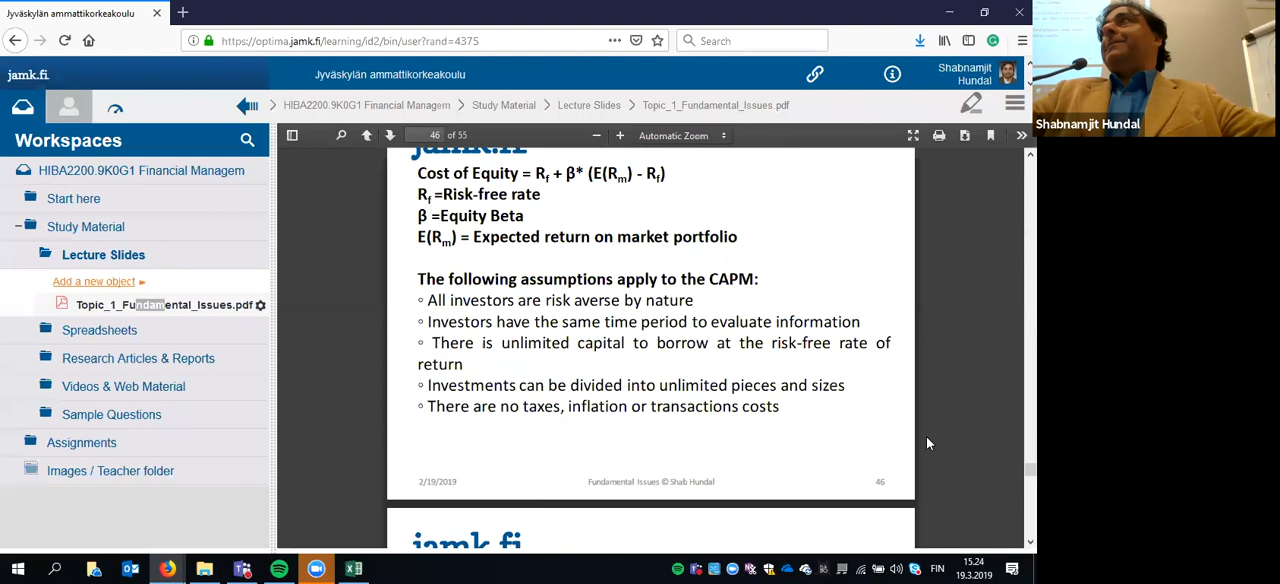 Jyväskylän ammattikorkeakoulu
https://optima.jamk.fi/learning/id2/bin/user?rand=4375
Search
jamk.fi
Jyväskylän ammattikorkeakoulu
Shabnamjit
Hundal
Shabnamjit Hundal
HIBA2200.9K0G1 Financial Managem
Study Material
Lecture Slides
Topic_1_Fundamental_Issues.pdf
Workspaces
46 of 55
Automatic Zoom
HIBA2200.9K0G1 Financial Managem
Start here
Study Material
Lecture Slides
Add a new object
Topic_1_Fundamental_Issues.pdf
Spreadsheets
Research Articles & Reports
Videos & Web Material
Sample Questions
Assignments
Images / Teacher folder
jamk.fi
Cost of Equity = Rf + β* (E(Rm) - Rf)
Rf =Risk-free rate
β =Equity Beta
E(Rm) = Expected return on market portfolio
The following assumptions apply to the CAPM:
◦ All investors are risk averse by nature
◦ Investors have the same time period to evaluate information
◦ There is unlimited capital to borrow at the risk-free rate of
return
◦ Investments can be divided into unlimited pieces and sizes
◦ There are no taxes, inflation or transactions costs
2/19/2019
Fundamental Issues © Shab Hundal
46
jamk.fi
FIN
15.24
19.3.2019